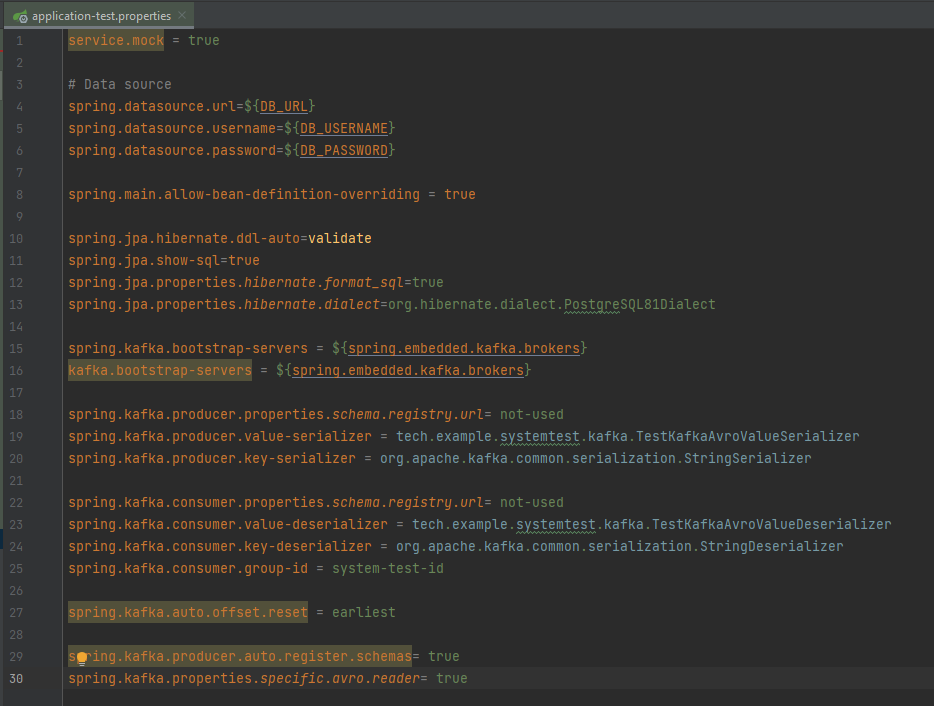 application-test.properties
1 service.mock = true
2
3 # Data source
4 spring.datasource.url=${DB_URL}
5 spring.datasource.username=${DB_USERNAME}
6 spring.datasource.password=${DB_PASSWORD}
7
8 spring.main.allow-bean-definition-overriding = true
9
10 spring.jpa.hibernate.ddl-auto=validate
11 spring.jpa.show-sql=true
12 spring.jpa.properties.hibernate.format_sql=true
13 spring.jpa.properties.hibernate.dialect=org.hibernate.dialect.PostgreSQL81Dialect
14
15 spring.kafka.bootstrap-servers = ${spring.embedded.kafka.brokers}
16 kafka.bootstrap-servers = ${spring.embedded.kafka.brokers}
17
18 spring.kafka.producer.properties.schema.registry.url= not-used
19 spring.kafka.producer.value-serializer = tech.example.systemtest.kafka.TestKafkaAvroValueSerializer
20 spring.kafka.producer.key-serializer = org.apache.kafka.common.serialization.StringSerializer
21
22 spring.kafka.consumer.properties.schema.registry.url= not-used
23 spring.kafka.consumer.value-deserializer = tech.example.systemtest.kafka.TestKafkaAvroValueDeserializer
24 spring.kafka.consumer.key-deserializer = org.apache.kafka.common.serialization.StringDeserializer
25 spring.kafka.consumer.group-id = system-test-id
26
27 spring.kafka.auto.offset.reset = earliest
28
29 spring.kafka.producer.auto.register.schemas= true
30 spring.kafka.properties.specific.avro.reader= true